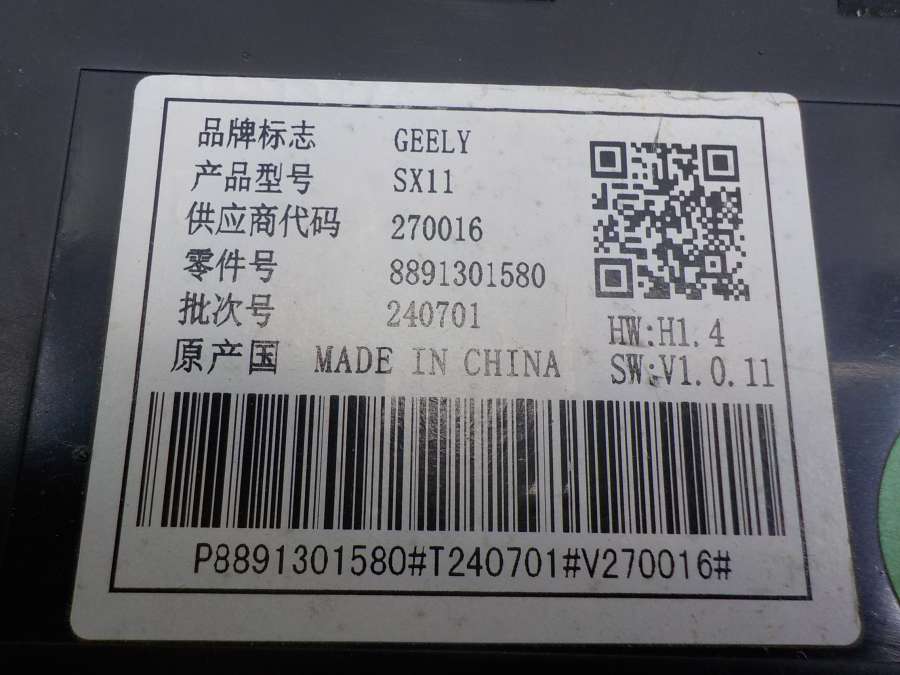 品牌标志 GEELY
产品型号 SX11
供应商代码 270016
零件号 8891301580
批次号 240701
原产国 MADE IN CHINA
HW:H1.4
SW:V1.0.11
P8891301580#T240701#V270016#